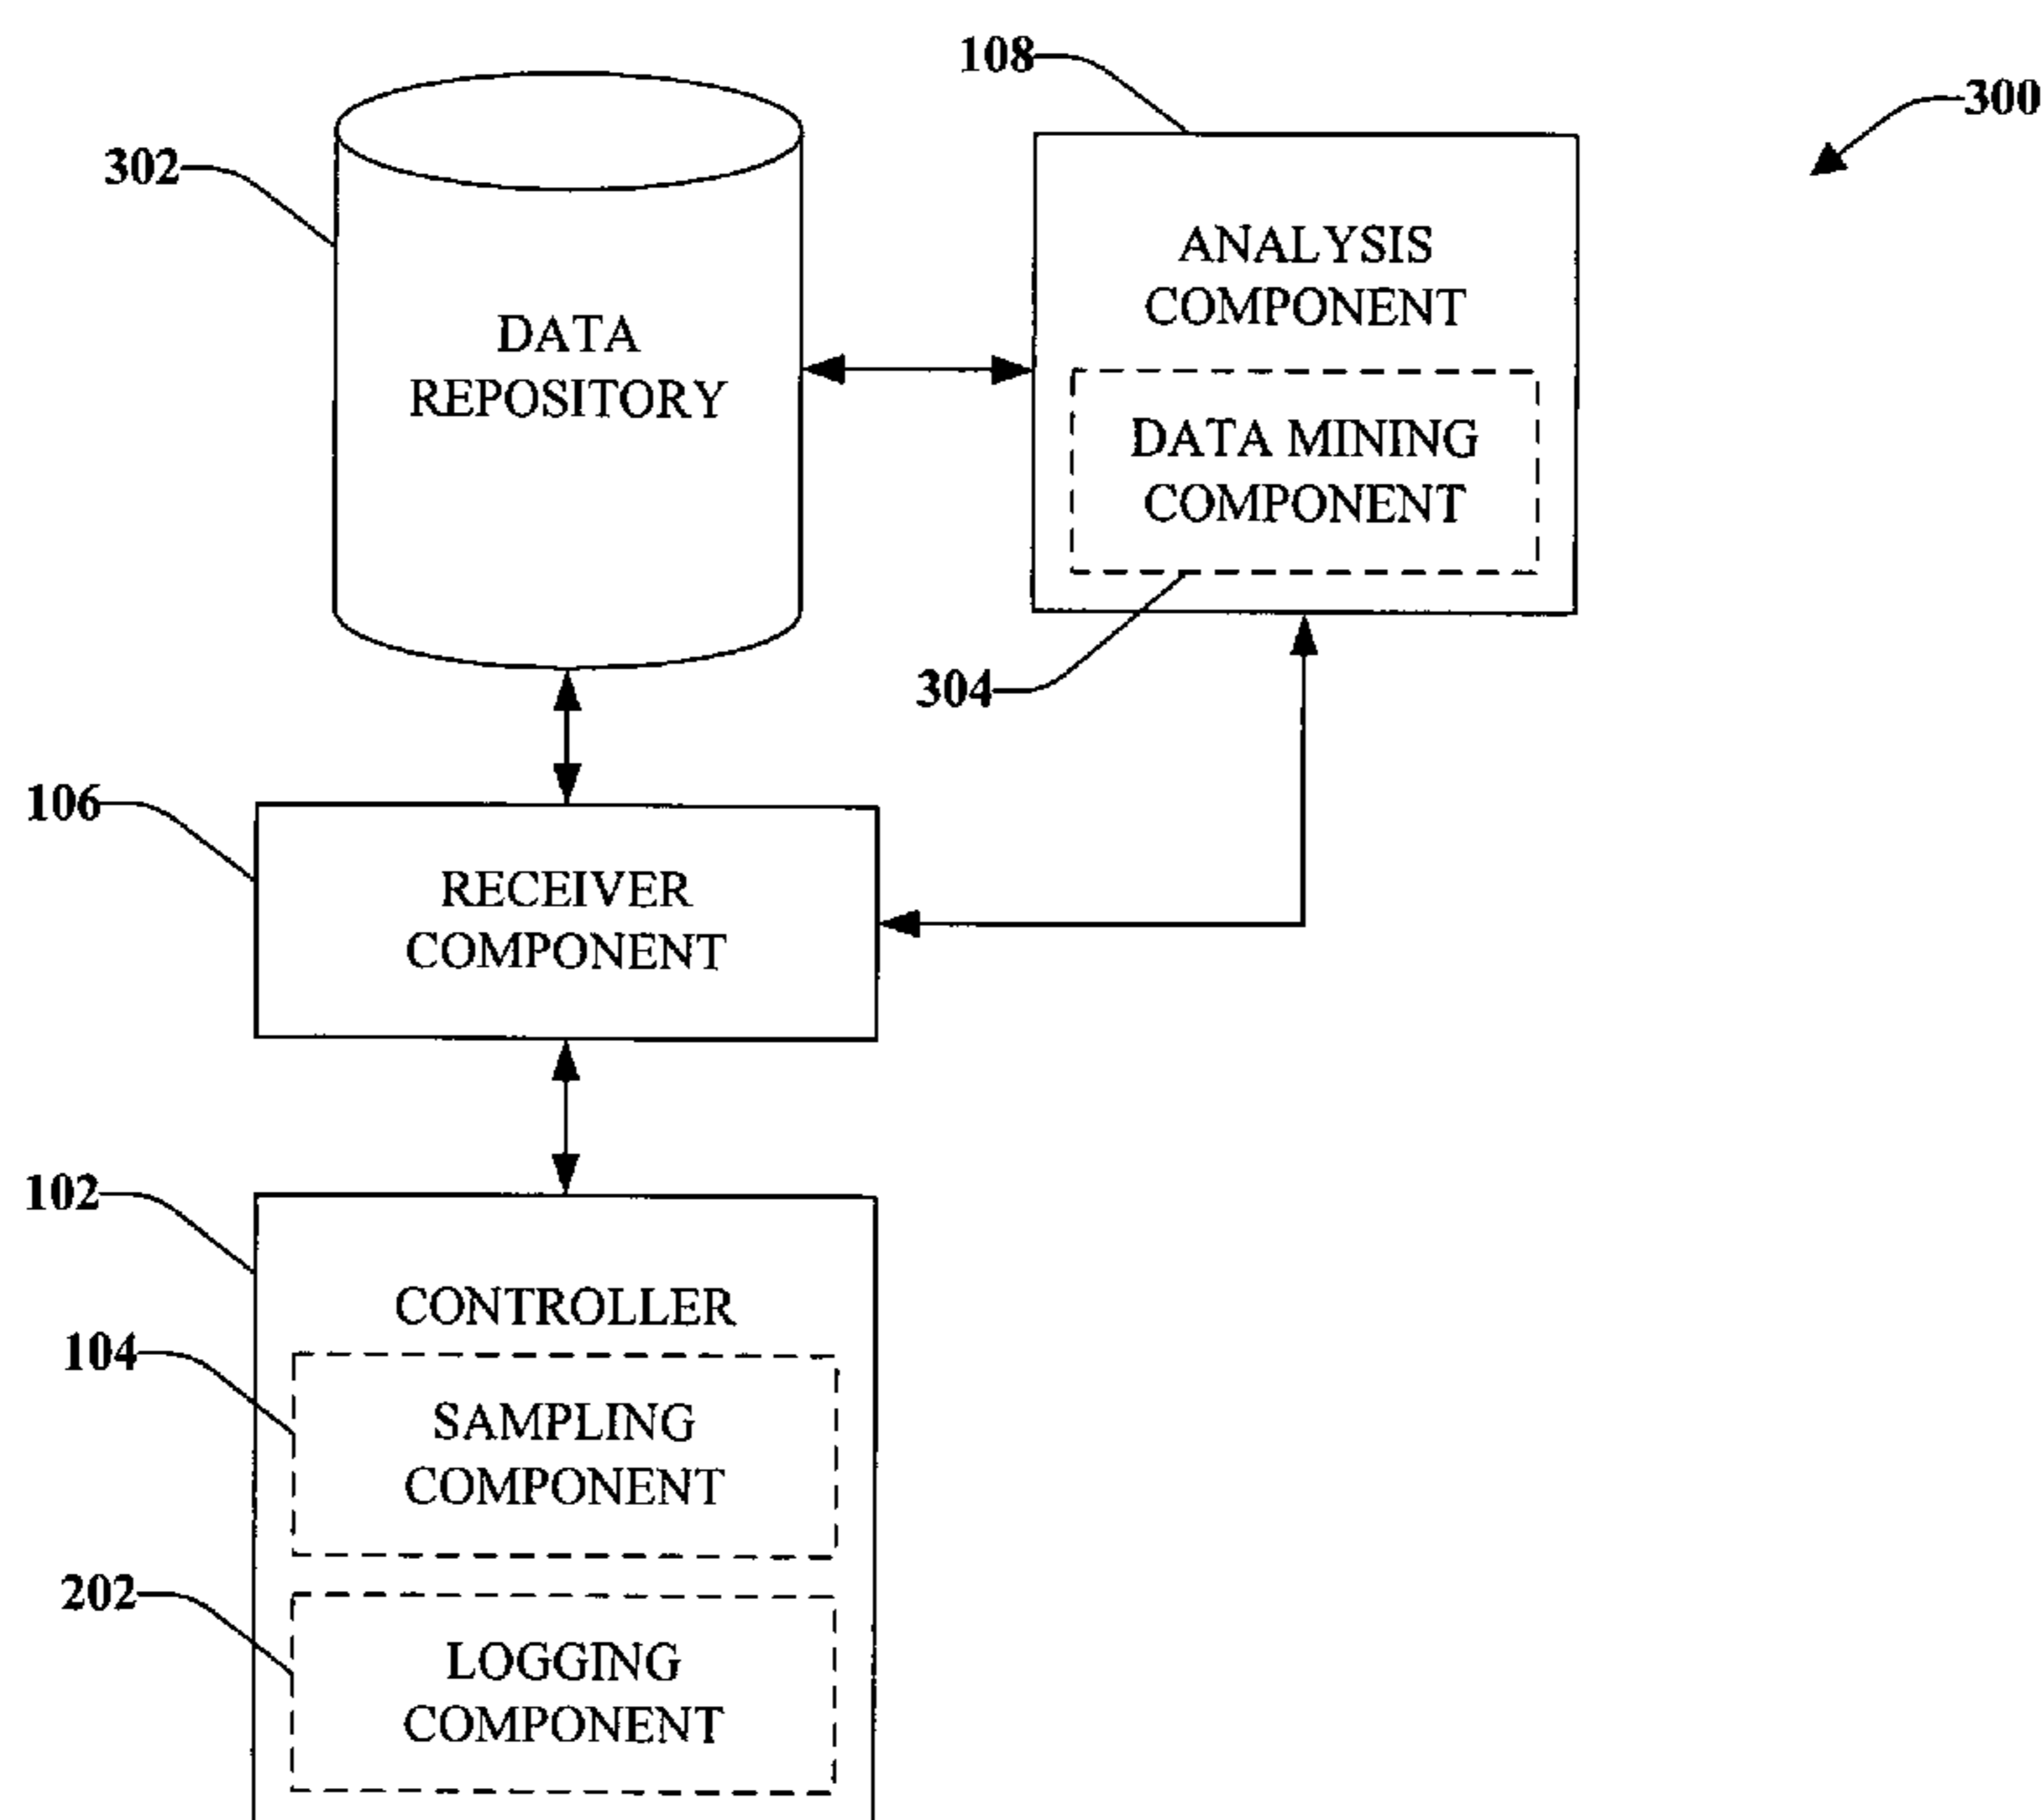 108
300
302
ANALYSIS
COMPONENT
DATA
REPOSITORY
DATA MINING
COMPONENT
304
106
RECEIVER
COMPONENT
102
CONTROLLER
104
SAMPLING
COMPONENT
202
LOGGING
COMPONENT